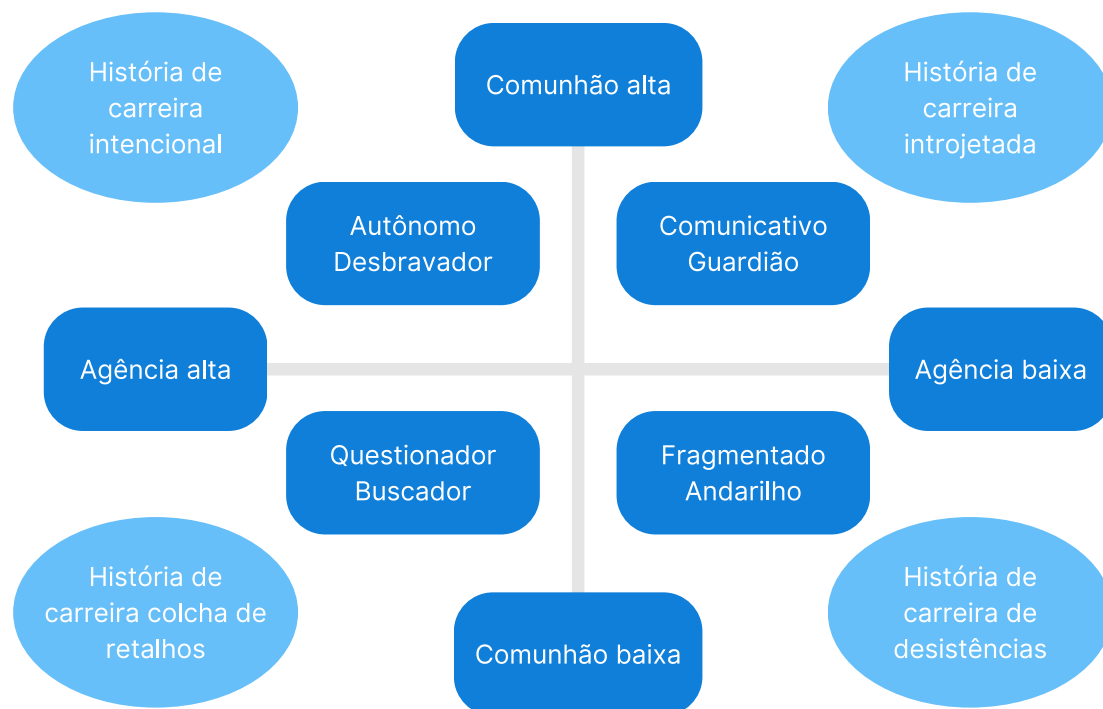 História de
carreira
intencional
Comunhão alta
História de
carreira
introjetada
Autônomo
Desbravador
Comunicativo
Guardião
Agência alta
Agência baixa
Questionador
Buscador
Fragmentado
Andarilho
História de
carreira colcha de
retalhos
Comunhão baixa
História de
carreira de
desistências